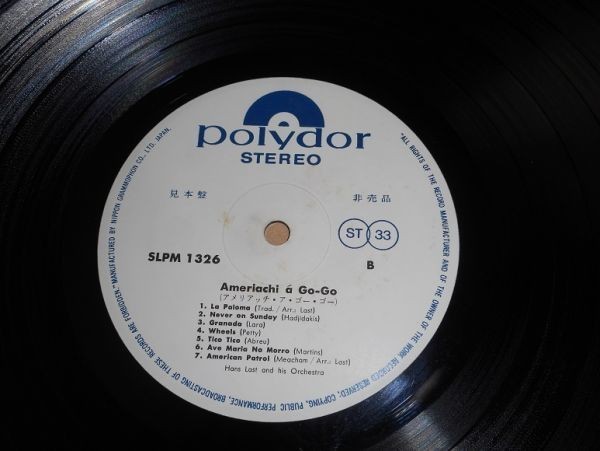 polydor
STEREO
見本盤
非売品
SLPM 1326
ST 33
B
Ameriachi á Go-Go
(アメリアッチ・ア・ゴー・ゴー)
1. La Paloma (Trad. / Arr.: Last)
2. Never on Sunday (Hadjidakis)
3. Granada (Lara)
4. Wheels (Petty)
5. Tico Tico (Abreu)
6. Ave Maria No Morro (Martins)
7. American Patrol (Meacham / Arr.: Last)
Hans Last and his Orchestra
"ALL RIGHTS OF THE RECORD MANUFACTURER AND OF THE OWNER OF THE WORK RECORDED RESERVED; COPYING, PUBLIC PERFORMANCE, BROADCASTING OF THESE RECORDS ARE FORBIDDEN." MANUFACTURED BY NIPPON GRAMMOPHON CO., LTD. JAPAN.